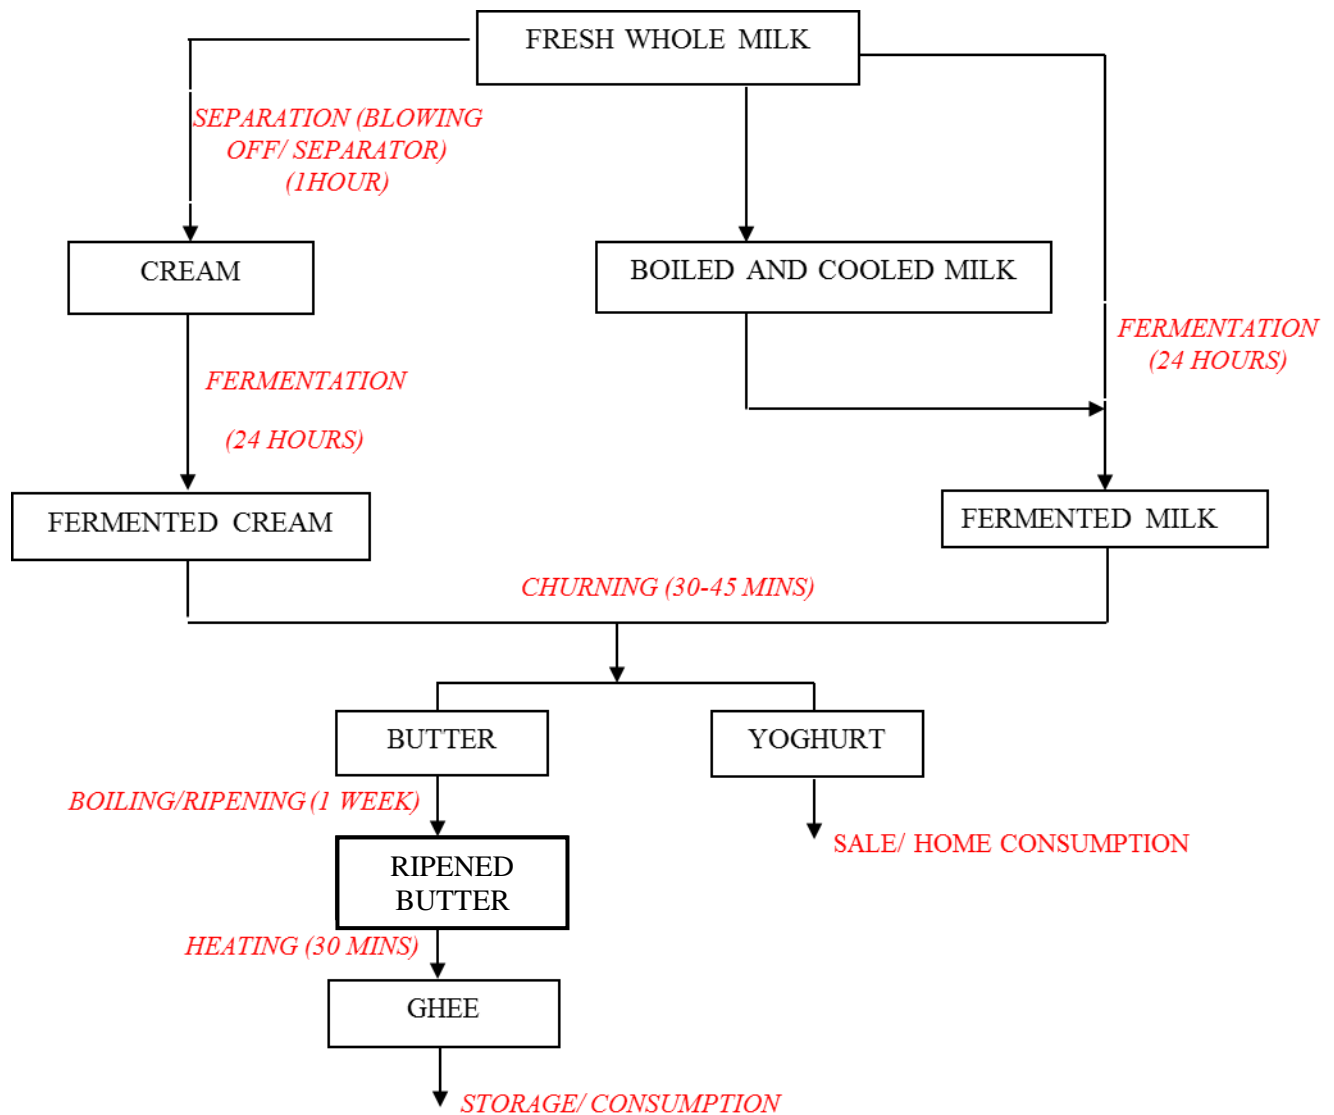 FRESH WHOLE MILK
SEPARATION (BLOWING
OFF/ SEPARATOR)
(1HOUR)
CREAM
BOILED AND COOLED MILK
FERMENTATION
(24 HOURS)
FERMENTATION
(24 HOURS)
FERMENTED CREAM
FERMENTED MILK
CHURNING (30-45 MINS)
BUTTER
YOGHURT
BOILING/RIPENING (1 WEEK)
SALE/ HOME CONSUMPTION
RIPENED
BUTTER
HEATING (30 MINS)
GHEE
STORAGE/ CONSUMPTION